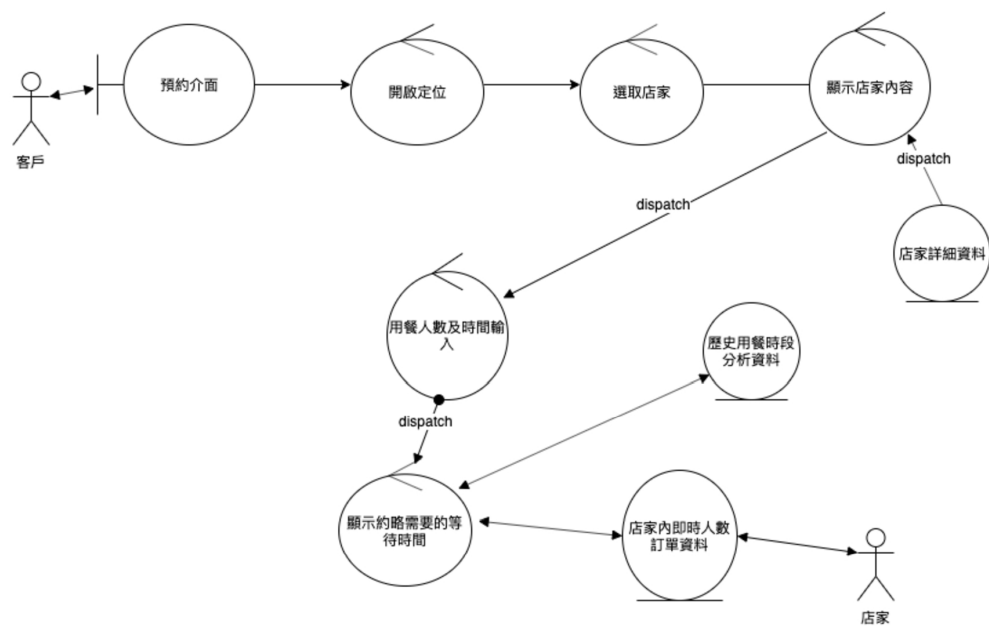 預約介面
開啟定位
選取店家
顯示店家內容
客戶
dispatch
dispatch
店家詳細資料
用餐人數及時間輸
入
歷史用餐時段
分析資料
dispatch
顯示約略需要的等
待時間
店家內即時人數
訂單資料
店家